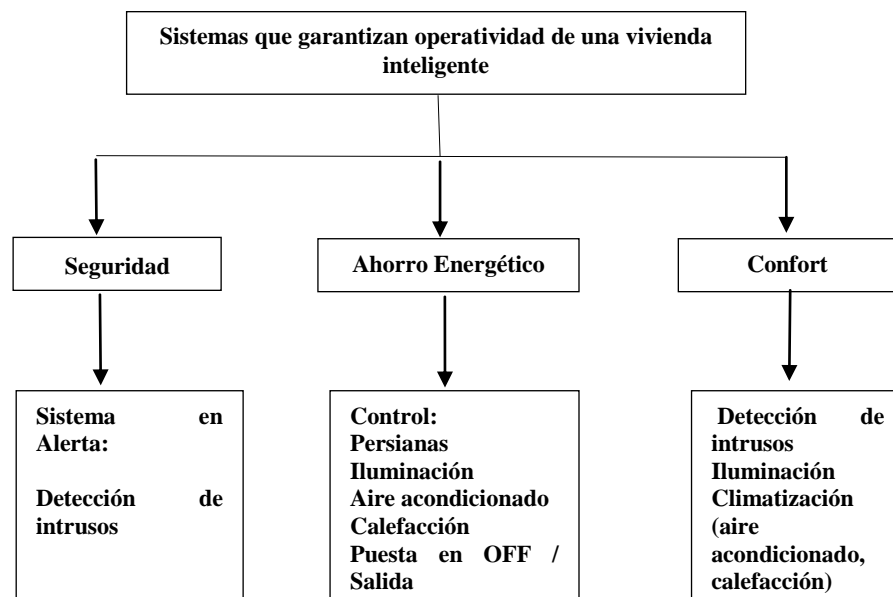 Sistemas que garantizan operatividad de una vivienda
inteligente
Seguridad
Ahorro Energético
Confort
Sistema en
Alerta:
Detección de
intrusos
Control:
Persianas
Iluminación
Aire acondicionado
Calefacción
Puesta en OFF /
Salida
Detección de
intrusos
Iluminación
Climatización
(aire
acondicionado,
calefacción)